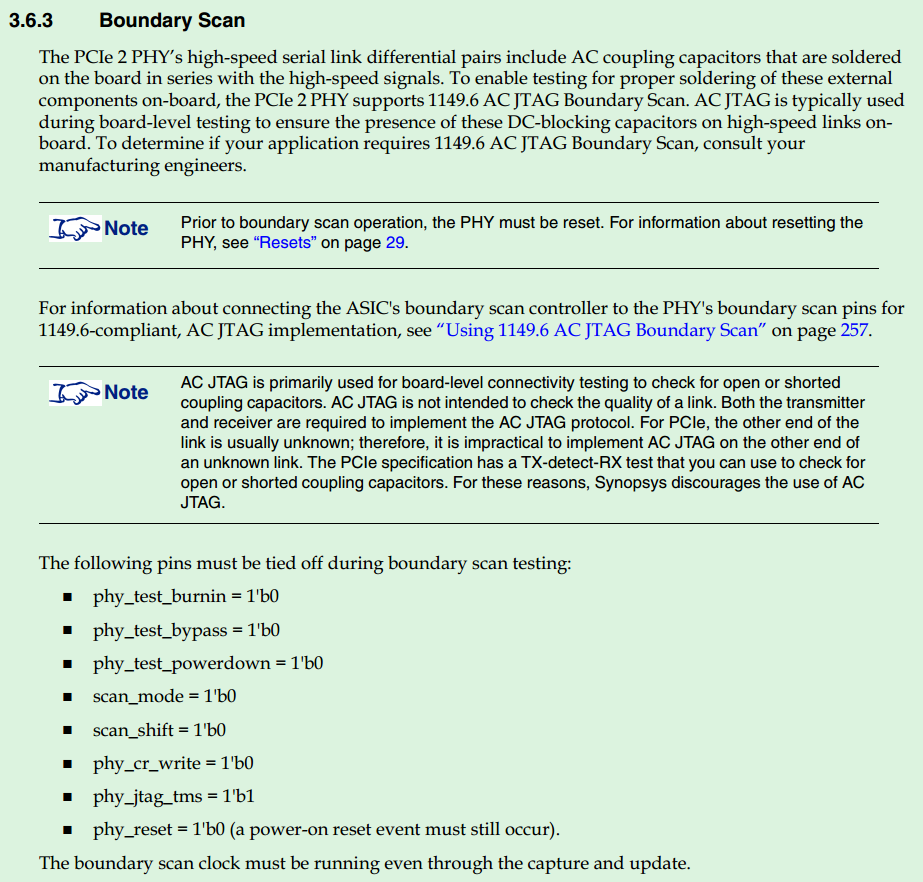 3.6.3 Boundary Scan
The PCIe 2 PHY’s high-speed serial link differential pairs include AC coupling capacitors that are soldered
on the board in series with the high-speed signals. To enable testing for proper soldering of these external
components on-board, the PCIe 2 PHY supports 1149.6 AC JTAG Boundary Scan. AC JTAG is typically used
during board-level testing to ensure the presence of these DC-blocking capacitors on high-speed links on-
board. To determine if your application requires 1149.6 AC JTAG Boundary Scan, consult your
manufacturing engineers.
Note
Prior to boundary scan operation, the PHY must be reset. For information about resetting the
PHY, see “Resets” on page 29.
For information about connecting the ASIC's boundary scan controller to the PHY's boundary scan pins for
1149.6-compliant, AC JTAG implementation, see “Using 1149.6 AC JTAG Boundary Scan” on page 257.
Note
AC JTAG is primarily used for board-level connectivity testing to check for open or shorted
coupling capacitors. AC JTAG is not intended to check the quality of a link. Both the transmitter
and receiver are required to implement the AC JTAG protocol. For PCIe, the other end of the
link is usually unknown; therefore, it is impractical to implement AC JTAG on the other end of
an unknown link. The PCIe specification has a TX-detect-RX test that you can use to check for
open or shorted coupling capacitors. For these reasons, Synopsys discourages the use of AC
JTAG.
The following pins must be tied off during boundary scan testing:
■ phy_test_burnin = 1'b0
■ phy_test_bypass = 1'b0
■ phy_test_powerdown = 1'b0
■ scan_mode = 1'b0
■ scan_shift = 1'b0
■ phy_cr_write = 1'b0
■ phy_jtag_tms = 1'b1
■ phy_reset = 1'b0 (a power-on reset event must still occur).
The boundary scan clock must be running even through the capture and update.